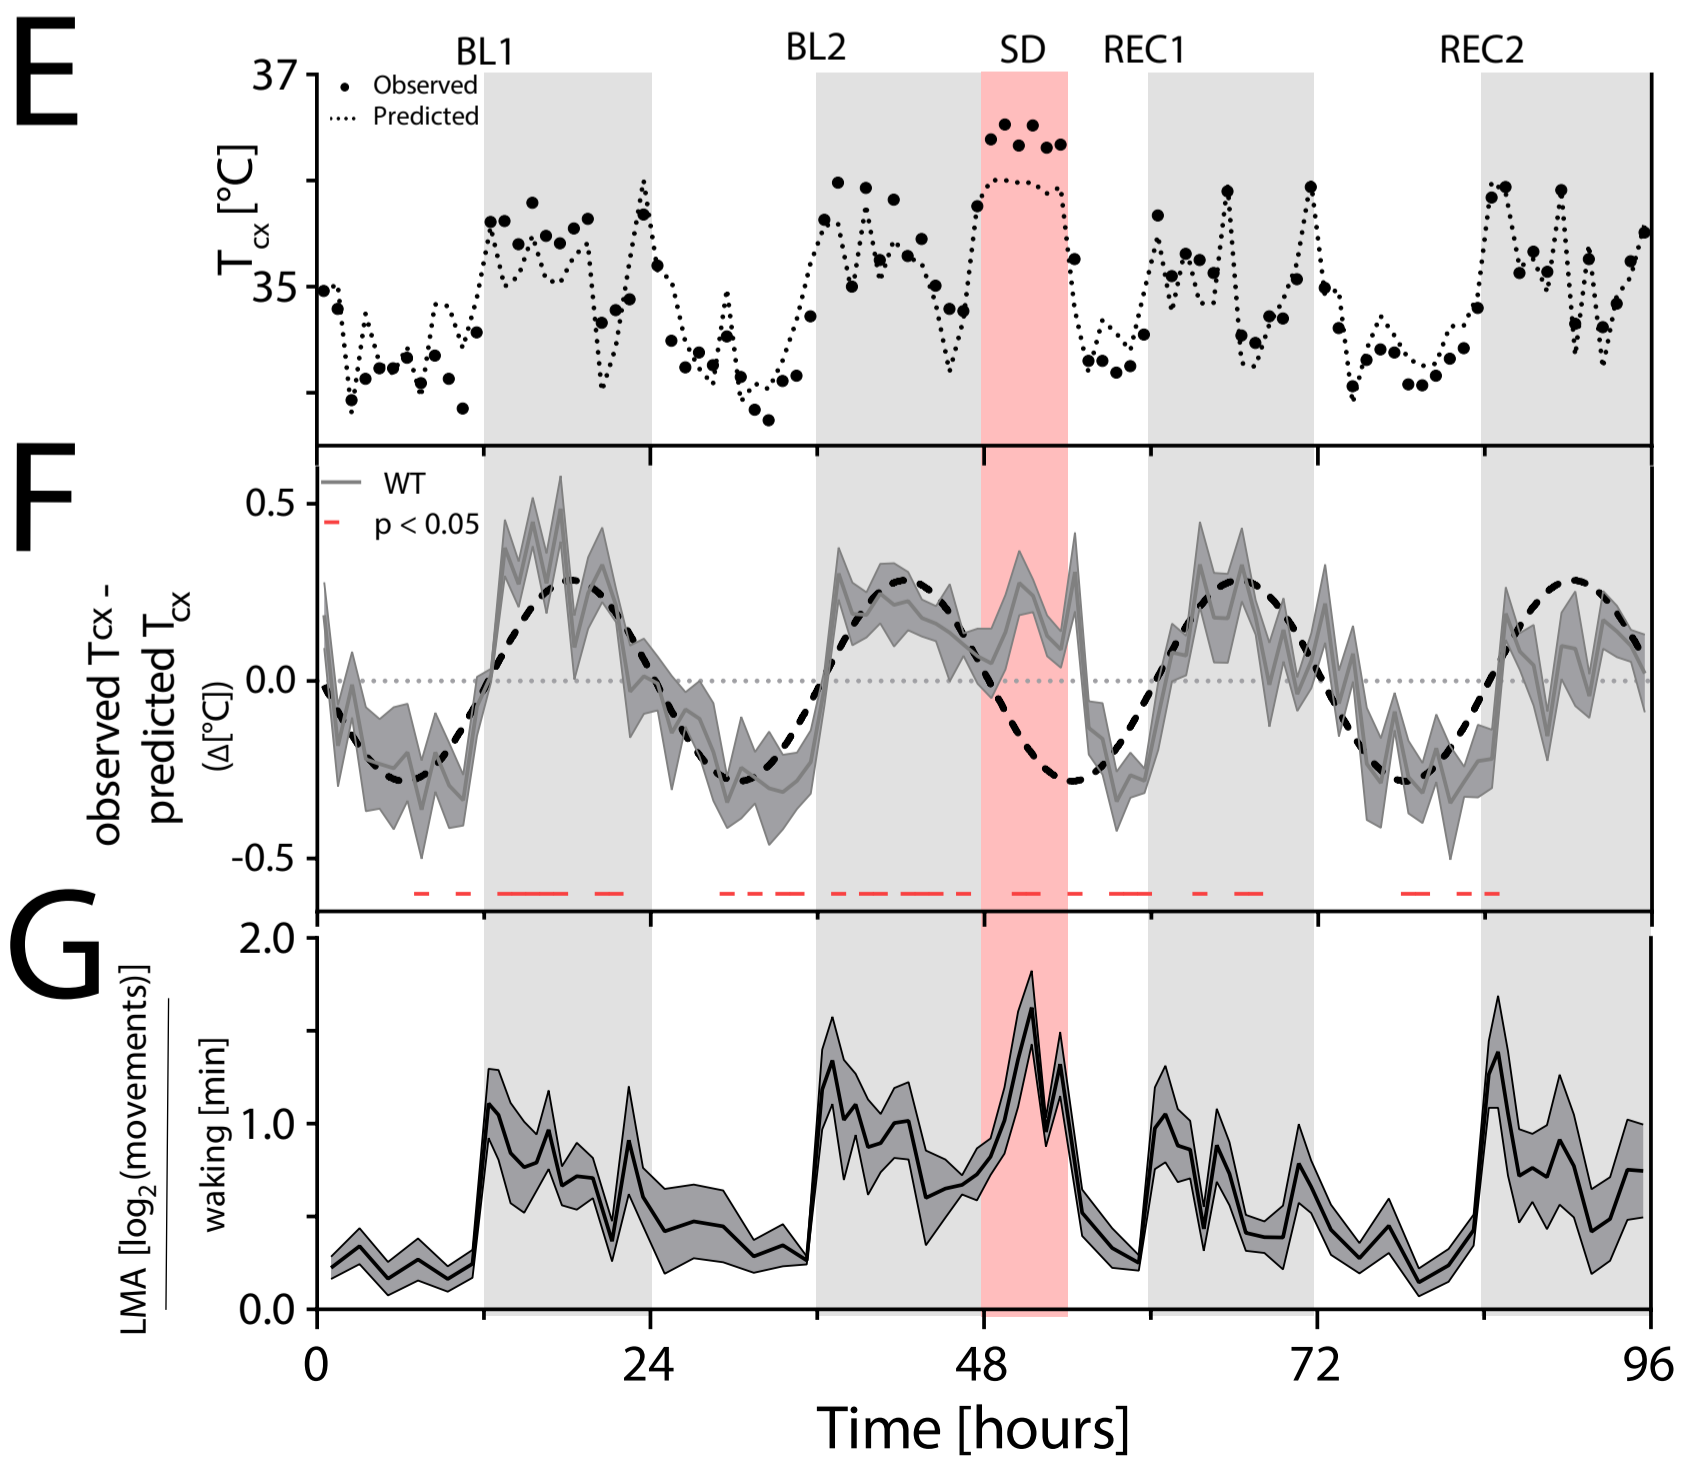 E
BL1
BL2
SD
REC1
REC2
37
35
Observed
Predicted
Tcx [°C]
F
WT
p < 0.05
0.5
0.0
-0.5
observed Tcx -
predicted Tcx
(Δ[°C])
G
2.0
1.0
0.0
LMA [log2(movements)]
waking [min]
0
24
48
72
96
Time [hours]